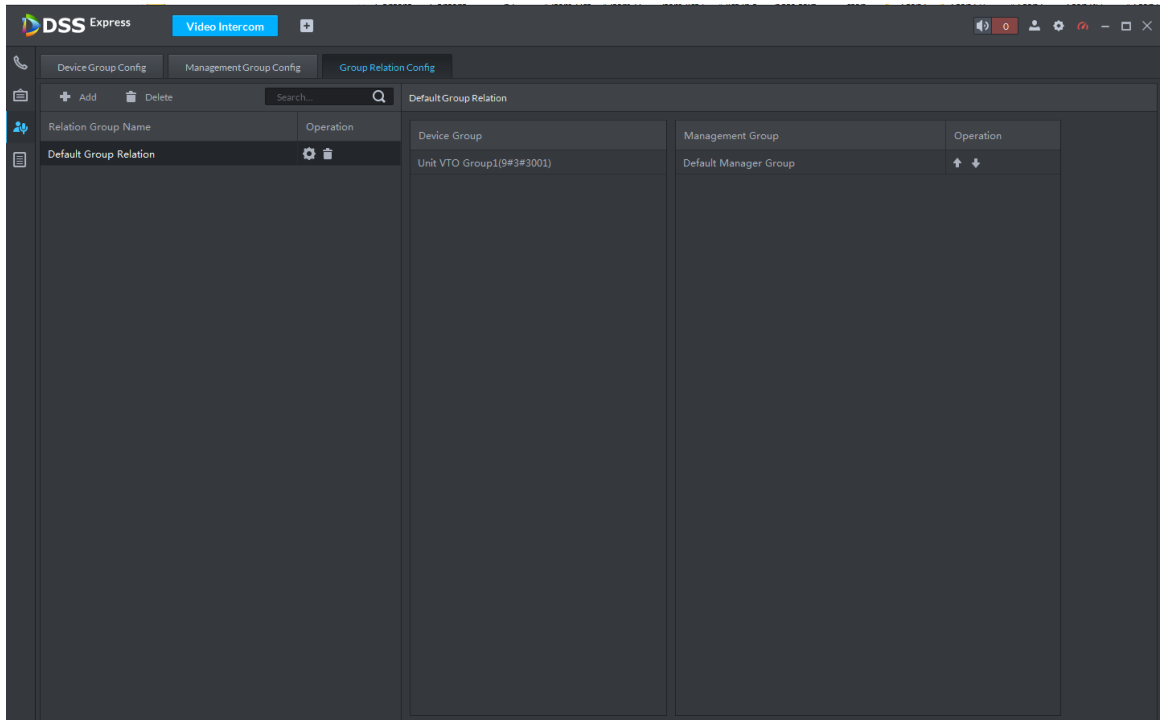 DSS Express
Video Intercom
0
Device Group Config
Management Group Config
Group Relation Config
Add
Delete
Search...
Default Group Relation
Relation Group Name
Operation
Default Group Relation
Device Group
Management Group
Operation
Unit VTO Group1(9#3#3001)
Default Manager Group